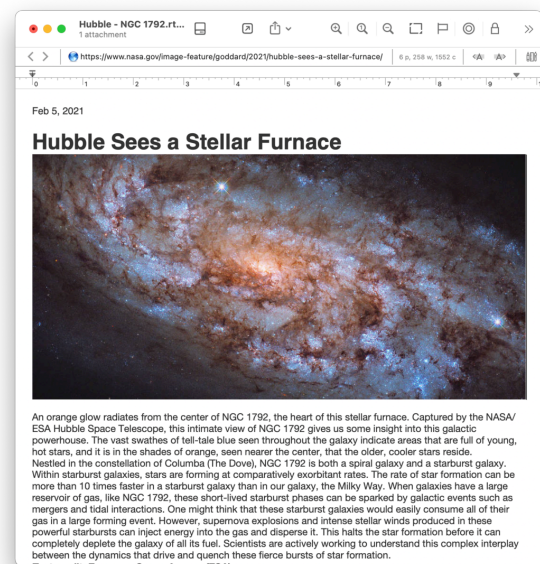 Hubble - NGC 1792.rt...
1 attachment
https://www.nasa.gov/image-feature/goddard/2021/hubble-sees-a-stellar-furnace/
6 p, 258 w, 1552 c
0 1 2 3 4 5 6 7 8 9
Feb 5, 2021
Hubble Sees a Stellar Furnace
An orange glow radiates from the center of NGC 1792, the heart of this stellar furnace. Captured by the NASA/
ESA Hubble Space Telescope, this intimate view of NGC 1792 gives us some insight into this galactic
powerhouse. The vast swathes of tell-tale blue seen throughout the galaxy indicate areas that are full of young,
hot stars, and it is in the shades of orange, seen nearer the center, that the older, cooler stars reside.
Nestled in the constellation of Columba (The Dove), NGC 1792 is both a spiral galaxy and a starburst galaxy.
Within starburst galaxies, stars are forming at comparatively exorbitant rates. The rate of star formation can be
more than 10 times faster in a starburst galaxy than in our galaxy, the Milky Way. When galaxies have a large
reservoir of gas, like NGC 1792, these short-lived starburst phases can be sparked by galactic events such as
mergers and tidal interactions. One might think that these starburst galaxies would easily consume all of their
gas in a large forming event. However, supernova explosions and intense stellar winds produced in these
powerful starbursts can inject energy into the gas and disperse it. This halts the star formation before it can
completely deplete the galaxy of all its fuel. Scientists are actively working to understand this complex interplay
between the dynamics that drive and quench these fierce bursts of star formation.